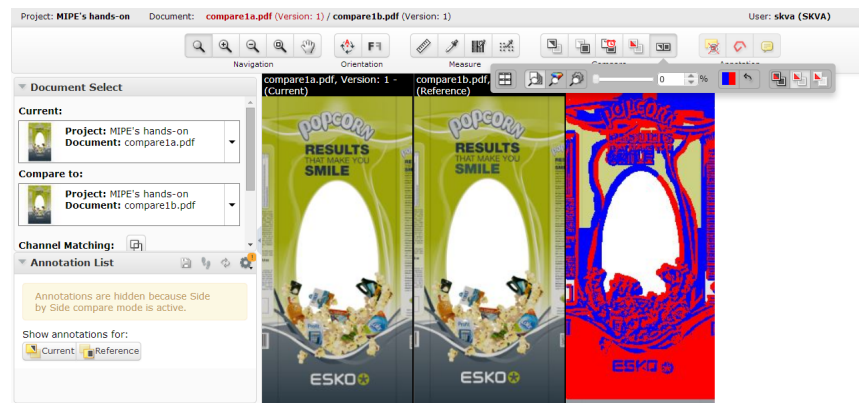 Project: MIPE's hands-on Document: compare1a.pdf (Version: 1) / compare1b.pdf (Version: 1) User: skva (SKVA)
Navigation Orientation Measure Compare Annotation
0 %
Document Select
Current:
Project: MIPE's hands-on
Document: compare1a.pdf
Compare to:
Project: MIPE's hands-on
Document: compare1b.pdf
Channel Matching:
Annotation List
Annotations are hidden because Side
by Side compare mode is active.
Show annotations for:
Current Reference
compare1a.pdf, Version: 1 -
(Current)
POPCORN
RESULTS
THAT MAKE YOU
SMILE
ESKO
compare1b.pdf,
(Reference)
POPCORN
RESULTS
THAT MAKE YOU
SMILE
ESKO
POPCORN
RESULTS
SMILE
ESKO